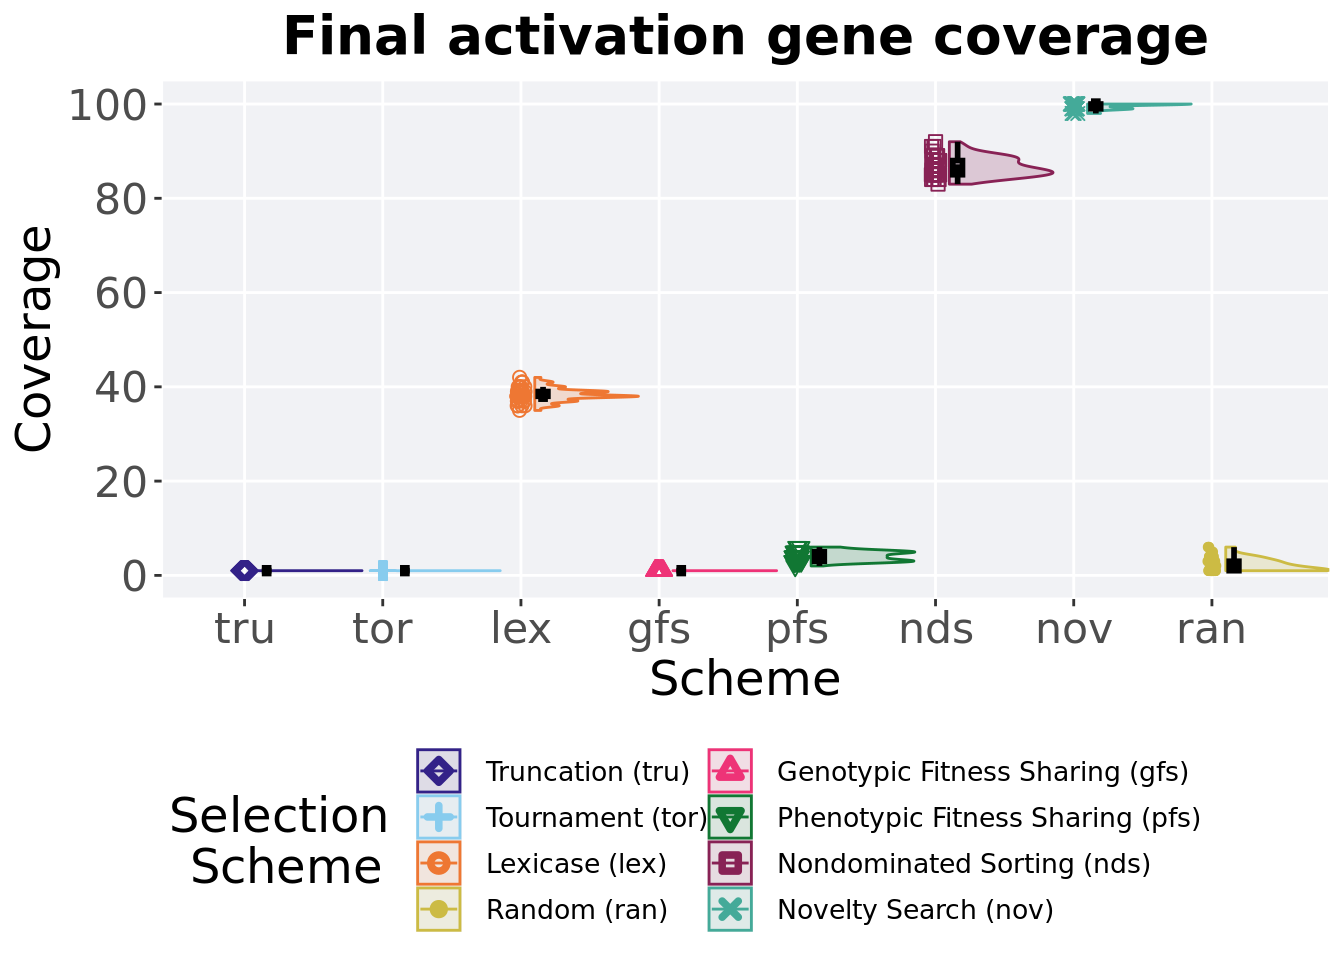 Final activation gene coverage
Coverage
100
80
60
40
20
0
tru tor lex gfs pfs nds nov ran
Scheme
Selection
Scheme
Truncation (tru)
Tournament (tor)
Lexicase (lex)
Random (ran)
Genotypic Fitness Sharing (gfs)
Phenotypic Fitness Sharing (pfs)
Nondominated Sorting (nds)
Novelty Search (nov)